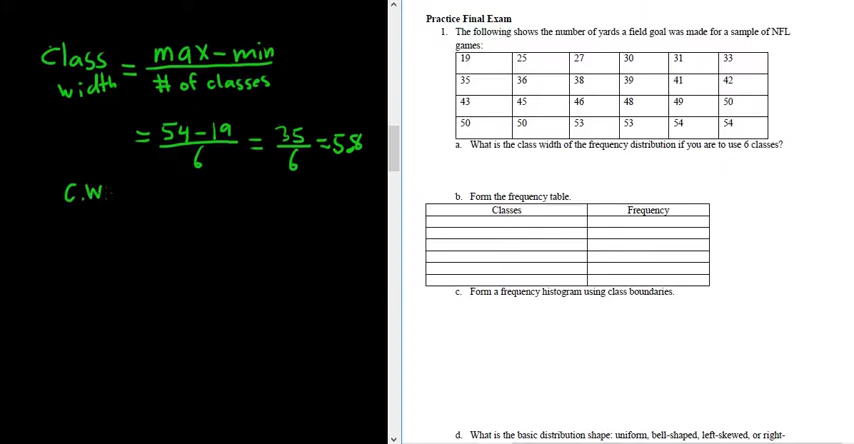 Class width = max - min / # of classes
= 54 - 19 / 6 = 35 / 6 = 5.8
C.W
Practice Final Exam
1. The following shows the number of yards a field goal was made for a sample of NFL
games:
19 25 27 30 31 33
35 36 38 39 41 42
43 45 46 48 49 50
50 50 53 53 54 54
a. What is the class width of the frequency distribution if you are to use 6 classes?
b. Form the frequency table.
Classes Frequency
c. Form a frequency histogram using class boundaries.
d. What is the basic distribution shape: uniform, bell-shaped, left-skewed, or right-